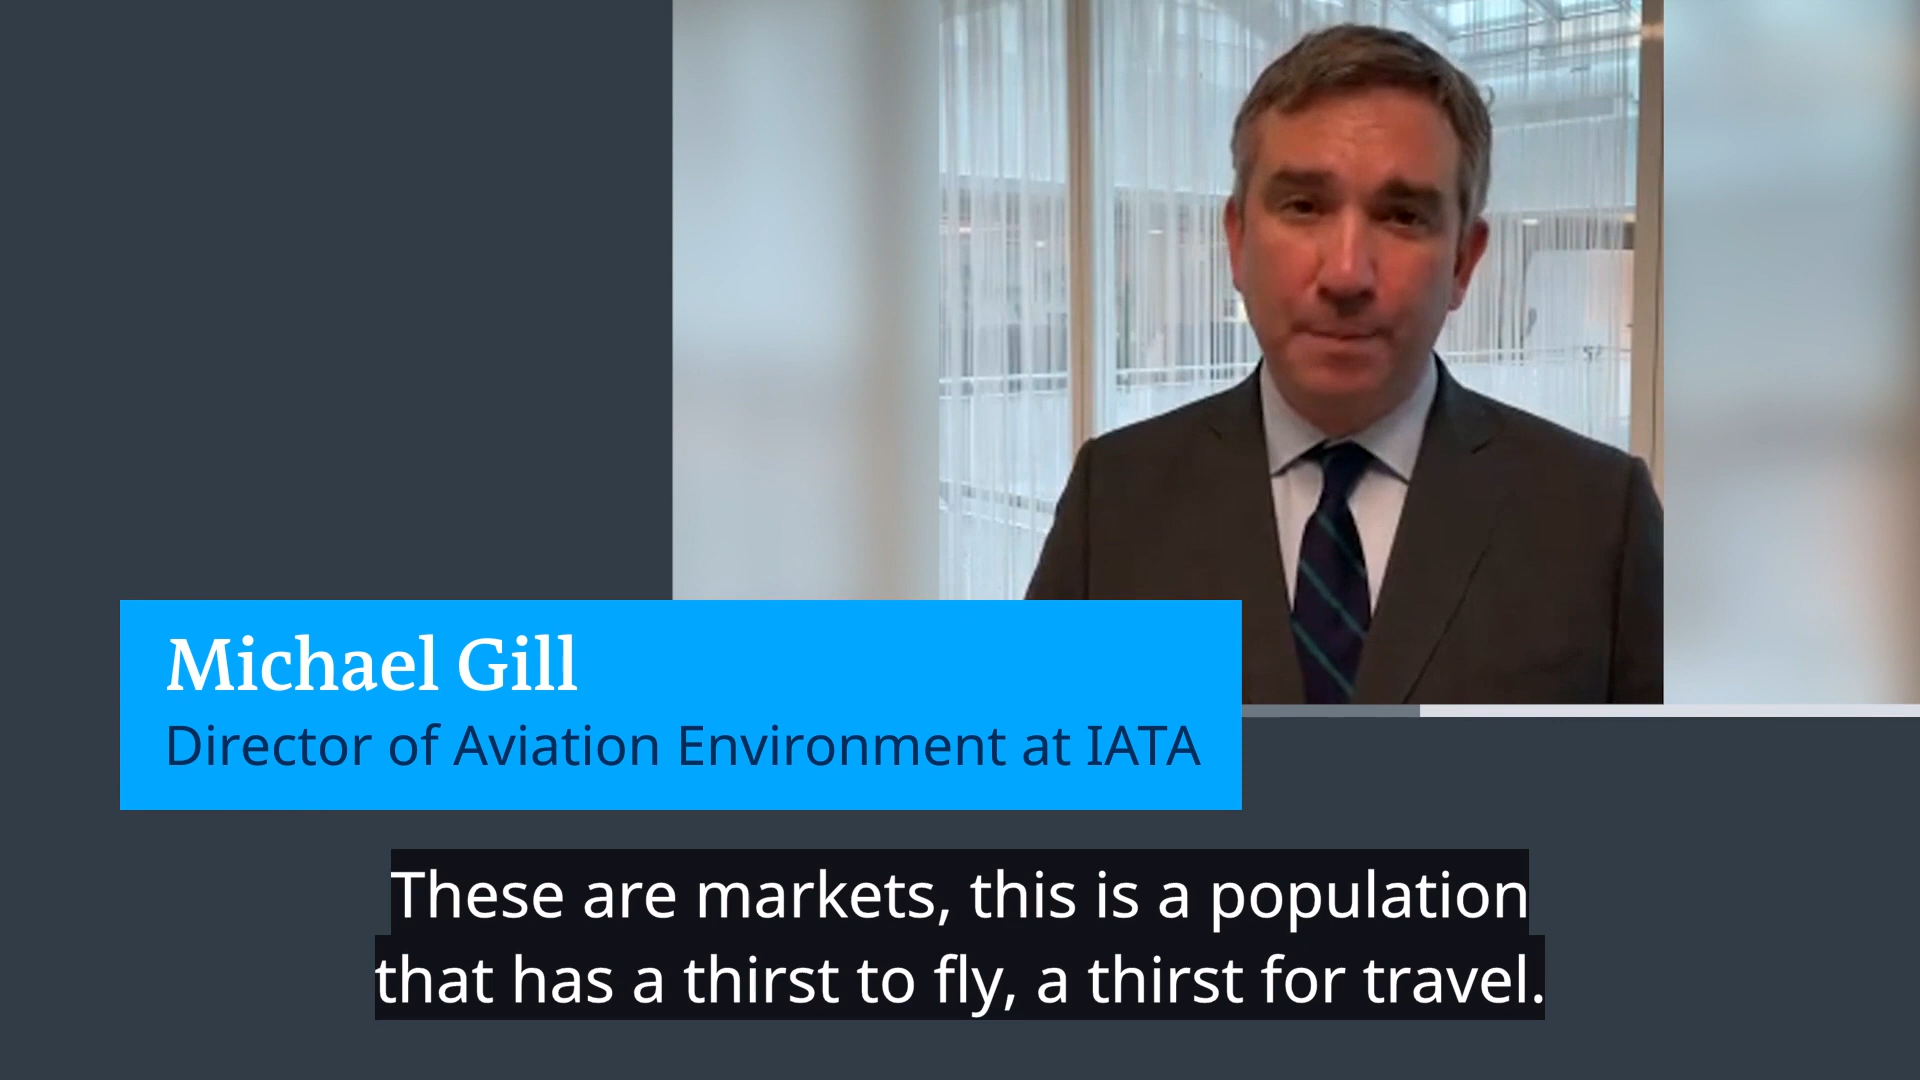 Michael Gill
Director of Aviation Environment at IATA
These are markets, this is a population
that has a thirst to fly, a thirst for travel.